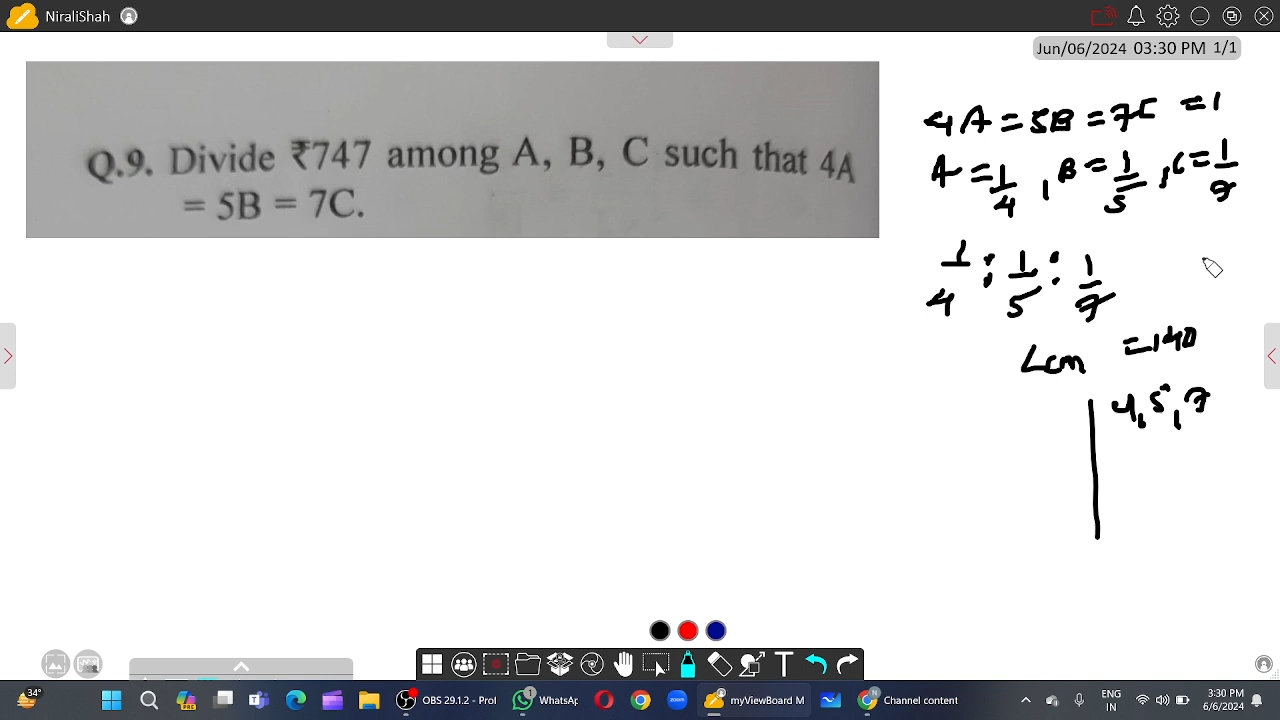 NiraliShah
Jun/06/2024 03:30 PM 1/1
Q.9. Divide ₹747 among A, B, C such that 4A
= 5B = 7C.
4A = 5B = 7C = 1
A = 1/4 , B = 1/5 , C = 1/7
1/4 : 1/5 : 1/7
Lcm = 140
4, 5, 7
T
34°
PRE
OBS 29.1.2 - Prof
1
WhatsApp
zoom
myViewBoard M
N
Channel content
ENG
IN
3:30 PM
6/6/2024